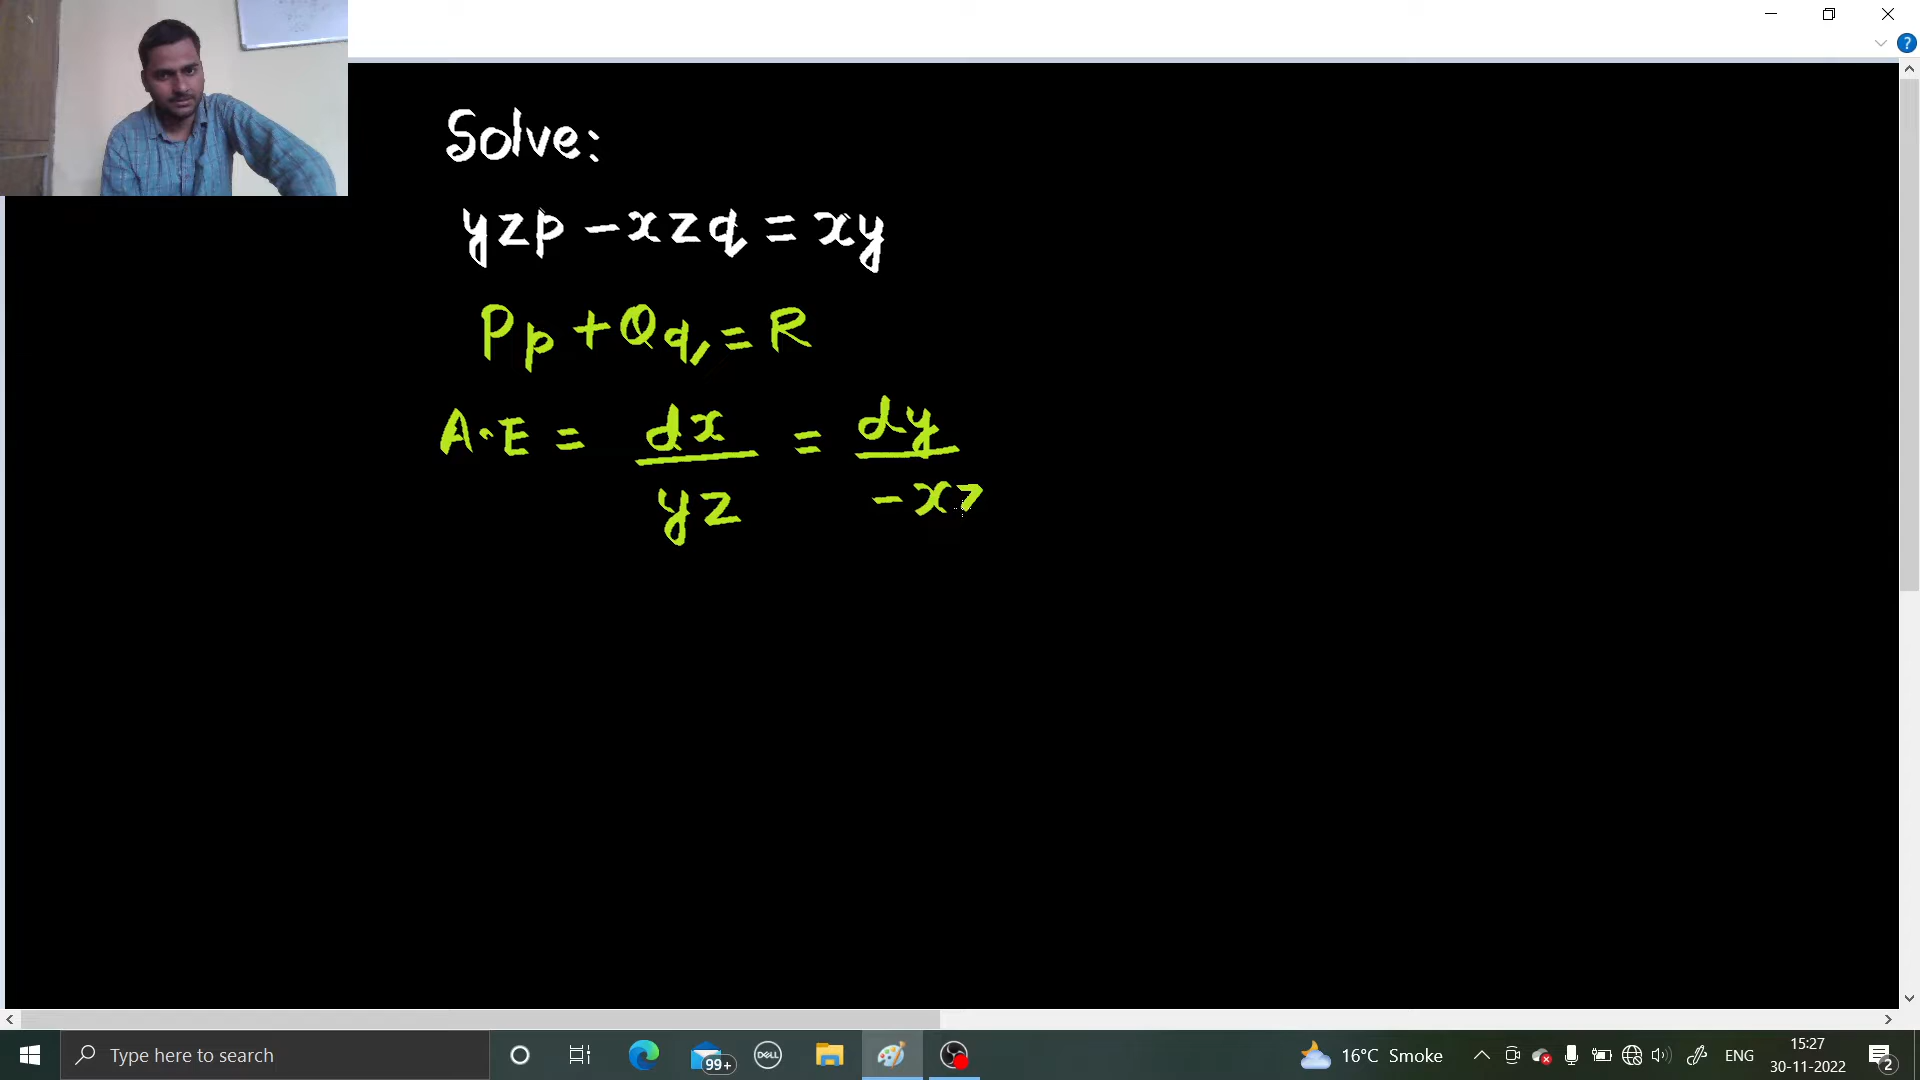 Solve:
yzp - xzq = xy
Pp + Qq = R
A.E = dx/yz = dy/-xz
Type here to search
DELL
99+
16°C Smoke
ENG
15:27
30-11-2022
2
?